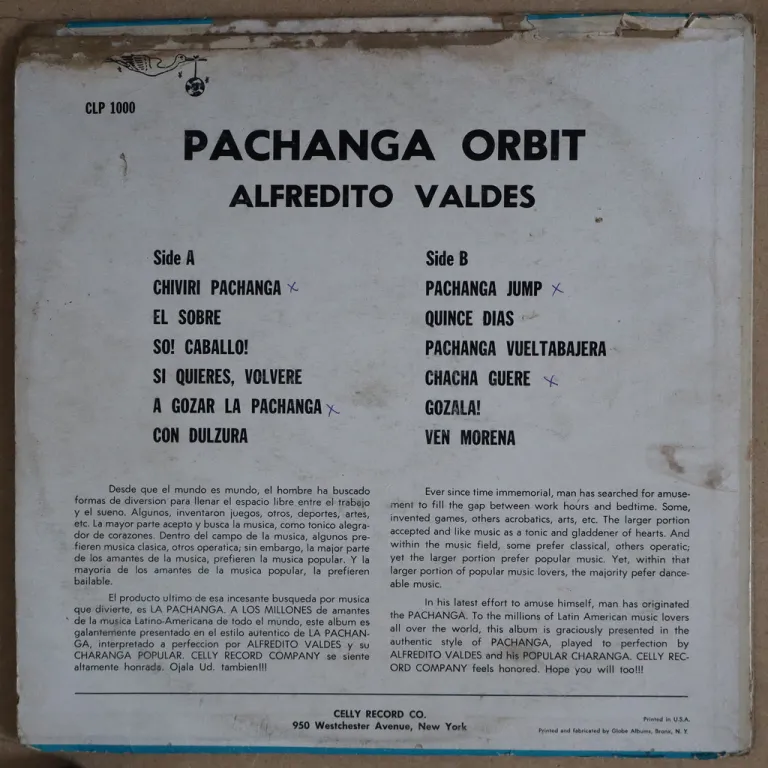 CLP 1000
PACHANGA ORBIT
ALFREDITO VALDES
Side A
CHIVIRI PACHANGA x
EL SOBRE
SO! CABALLO!
SI QUIERES, VOLVERE
A GOZAR LA PACHANGA x
CON DULZURA
Side B
PACHANGA JUMP x
QUINCE DIAS
PACHANGA VUELTABAJERA
CHACHA GUERE x
GOZALA!
VEN MORENA
Desde que el mundo es mundo, el hombre ha buscado
formas de diversion para llenar el espacio libre entre el trabajo
y el sueno. Algunos, inventaron juegos, otros, deportes, artes,
etc. La mayor parte acepto y busca la musica, como tonico alegra-
dor de corazones. Dentro del campo de la musica, algunos pre-
fieren musica clasica, otros operatica; sin embargo, la major parte
de los amantes de la musica, prefieren la musica popular. Y la
mayoria de los amantes de la musica popular, la prefieren
bailable.
El producto ultimo de esa incesante busqueda por musica
que divierte, es LA PACHANGA. A LOS MILLONES de amantes
de la musica Latino-Americana de todo el mundo, este album es
galantemente presentado en el estilo autentico de LA PACHAN-
GA, interpretado a perfeccion por ALFREDITO VALDES y su
CHARANGA POPULAR. CELLY RECORD COMPANY se siente
altamente honrada. Ojala Ud. tambien!!!
Ever since time immemorial, man has searched for amuse-
ment to fill the gap between work hours and bedtime. Some,
invented games, others acrobatics, arts, etc. The larger portion
accepted and like music as a tonic and gladdener of hearts. And
within the music field, some prefer classical, others operatic;
yet the larger portion prefer popular music. Yet, within that
larger portion of popular music lovers, the majority pefer dance-
able music.
In his latest effort to amuse himself, man has originated
the PACHANGA. To the millions of Latin American music lovers
all over the world, this album is graciously presented in the
authentic style of PACHANGA, played to perfection by
ALFREDITO VALDES and his POPULAR CHARANGA. CELLY REC-
ORD COMPANY feels honored. Hope you will too!!!
CELLY RECORD CO.
950 Westchester Avenue, New York
Printed in U.S.A.
Printed and fabricated by Globe Albums, Bronx, N. Y.